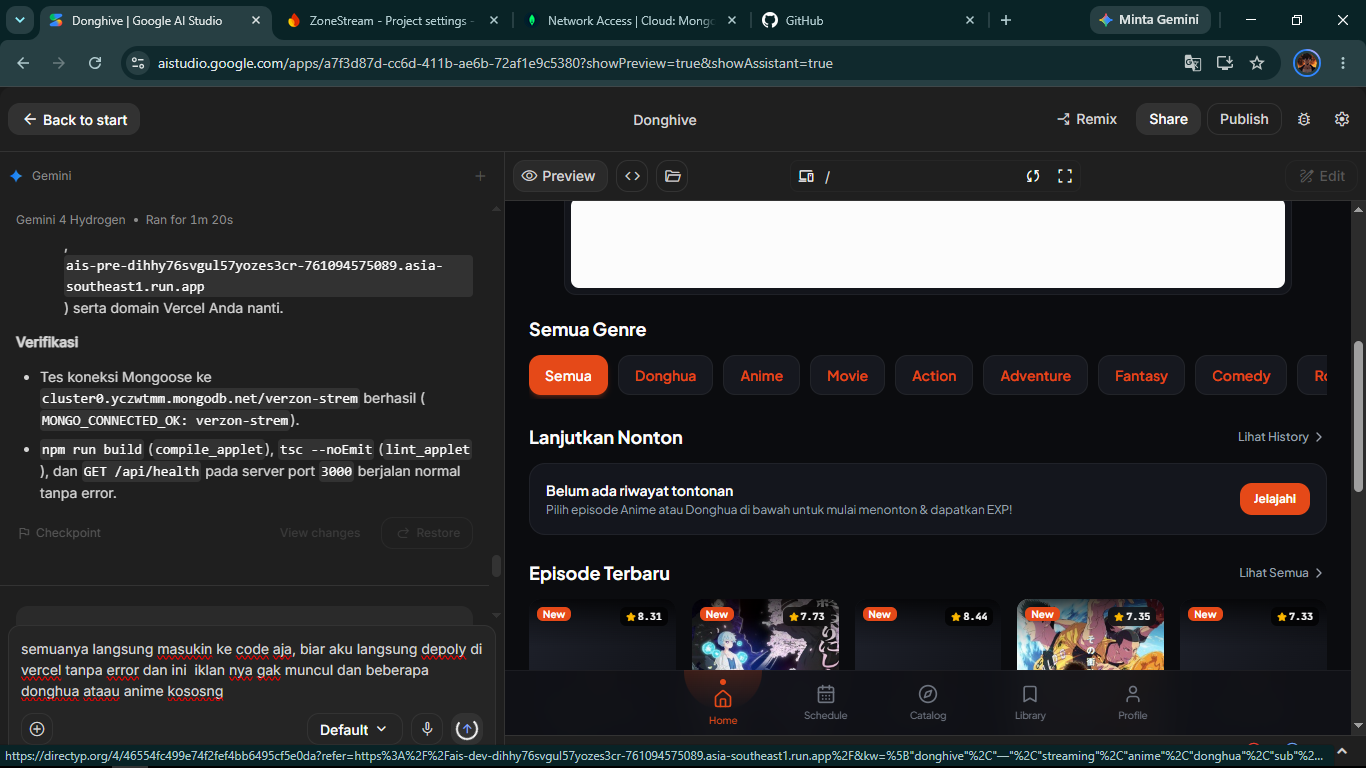 Donghive | Google AI Studio
ZoneStream - Project settings -
Network Access | Cloud: Mongo
GitHub
Minta Gemini
aistudio.google.com/apps/a7f3d87d-cc6d-411b-ae6b-72af1e9c5380?showPreview=true&showAssistant=true
Back to start
Donghive
Remix
Share
Publish
Gemini
Preview
/
Edit
Gemini 4 Hydrogen • Ran for 1m 20s
,
ais-pre-dihhy76svgul57yozes3cr-761094575089.asia-
southeast1.run.app
) serta domain Vercel Anda nanti.
Verifikasi
Tes koneksi Mongoose ke
cluster0.yczwtmm.mongodb.net/verzon-strem berhasil (
MONGO_CONNECTED_OK: verzon-strem).
npm run build (compile_applet), tsc --noEmit (lint_applet
), dan GET /api/health pada server port 3000 berjalan normal
tanpa error.
Checkpoint
View changes
Restore
semuanya langsung masukin ke code aja, biar aku langsung depoly di
vercel tanpa error dan ini  iklan nya gak muncul dan beberapa
donghua ataau anime kososng
Default
Semua Genre
Semua
Donghua
Anime
Movie
Action
Adventure
Fantasy
Comedy
Ro
Lanjutkan Nonton
Lihat History
Belum ada riwayat tontonan
Pilih episode Anime atau Donghua di bawah untuk mulai menonton & dapatkan EXP!
Jelajahi
Episode Terbaru
Lihat Semua
New
8.31
New
7.73
New
8.44
New
7.35
New
7.33
Home
Schedule
Catalog
Library
Profile
https://directyp.org/4/46554fc499e74f2fef4bb6495cf5e0da?refer=https%3A%2F%2Fais-dev-dihhy76svgul57yozes3cr-761094575089.asia-southeast1.run.app%2F&kw=%5B"donghive"%2C"—"%2C"streaming"%2C"anime"%2C"donghua"%2C"sub"%2...